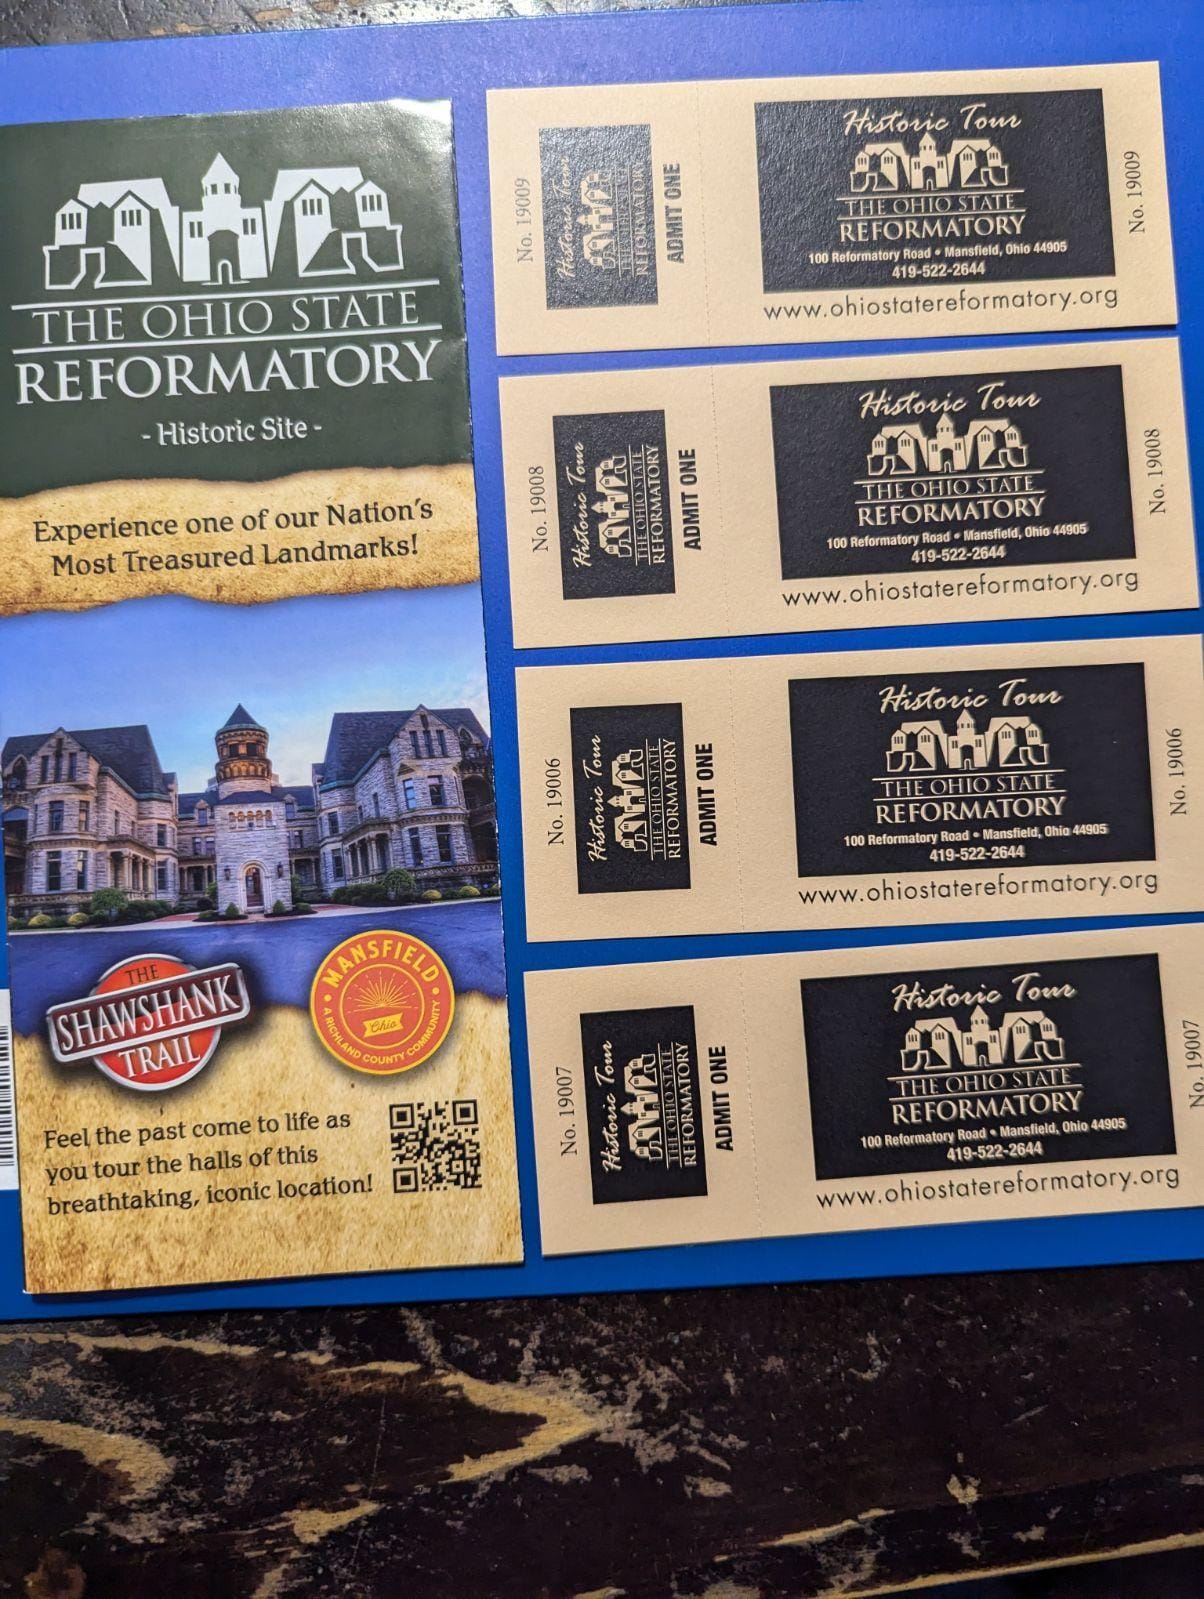 THE OHIO STATE
REFORMATORY
- Historic Site -
Experience one of our Nation's
Most Treasured Landmarks!
THE
SHAWSHANK
TRAIL
MANSFIELD
Ohio
A RICHLAND COUNTY COMMUNITY
Feel the past come to life as
you tour the halls of this
breathtaking, iconic location!
No. 19009
Historic Tour
THE OHIO STATE
REFORMATORY
ADMIT ONE
Historic Tour
THE OHIO STATE
REFORMATORY
100 Reformatory Road • Mansfield, Ohio 44905
419-522-2644
www.ohiostatereformatory.org
No. 19009
No. 19008
Historic Tour
THE OHIO STATE
REFORMATORY
ADMIT ONE
Historic Tour
THE OHIO STATE
REFORMATORY
100 Reformatory Road • Mansfield, Ohio 44905
419-522-2644
www.ohiostatereformatory.org
No. 19008
No. 19006
Historic Tour
THE OHIO STATE
REFORMATORY
ADMIT ONE
Historic Tour
THE OHIO STATE
REFORMATORY
100 Reformatory Road • Mansfield, Ohio 44905
419-522-2644
www.ohiostatereformatory.org
No. 19006
No. 19007
Historic Tour
THE OHIO STATE
REFORMATORY
ADMIT ONE
Historic Tour
THE OHIO STATE
REFORMATORY
100 Reformatory Road • Mansfield, Ohio 44905
419-522-2644
www.ohiostatereformatory.org
No. 19007